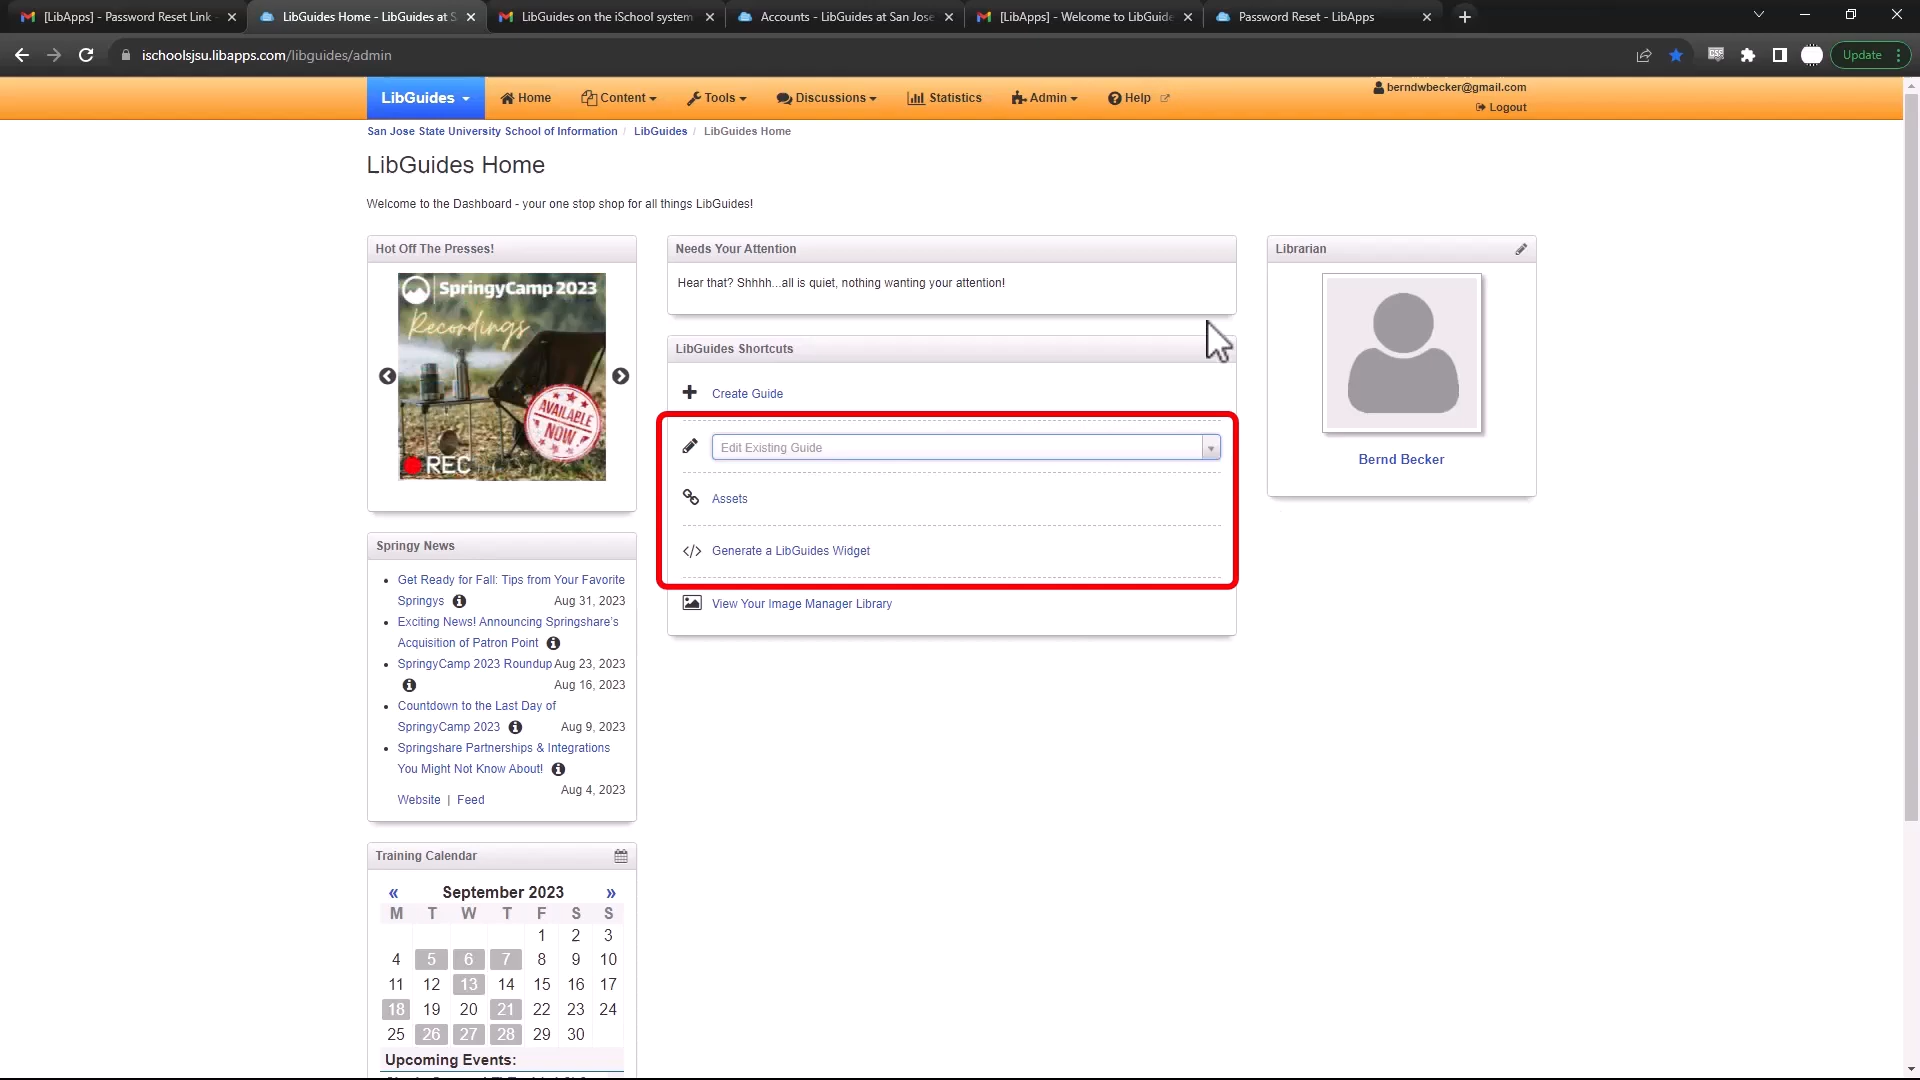 [LibApps] - Password Reset Link -
LibGuides Home - LibGuides at S
LibGuides on the iSchool system
Accounts - LibGuides at San Jose
[LibApps] - Welcome to LibGuide
Password Reset - LibApps
ischoolsjsu.libapps.com/libguides/admin
Update
LibGuides
Home
Content
Tools
Discussions
Statistics
Admin
Help
berndwbecker@gmail.com
Logout
San Jose State University School of Information / LibGuides / LibGuides Home
LibGuides Home
Welcome to the Dashboard - your one stop shop for all things LibGuides!
Hot Off The Presses!
SpringyCamp 2023
Recordings
AVAILABLE
NOW
REC
Springy News
Get Ready for Fall: Tips from Your Favorite
Springys Aug 31, 2023
Exciting News! Announcing Springshare's
Acquisition of Patron Point
SpringyCamp 2023 Roundup Aug 23, 2023
Aug 16, 2023
Countdown to the Last Day of
SpringyCamp 2023 Aug 9, 2023
Springshare Partnerships & Integrations
You Might Not Know About!
Aug 4, 2023
Website | Feed
Training Calendar
« September 2023 »
M T W T F S S
1 2 3
4 5 6 7 8 9 10
11 12 13 14 15 16 17
18 19 20 21 22 23 24
25 26 27 28 29 30
Upcoming Events:
Needs Your Attention
Hear that? Shhhh...all is quiet, nothing wanting your attention!
LibGuides Shortcuts
Create Guide
Edit Existing Guide
Assets
</> Generate a LibGuides Widget
View Your Image Manager Library
Librarian
Bernd Becker